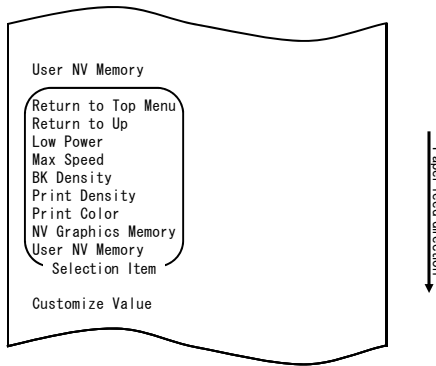 User NV Memory
Return to Top Menu
Return to Up
Low Power
Max Speed
BK Density
Print Density
Print Color
NV Graphics Memory
User NV Memory
Selection Item
Customize Value
Paper feed direction